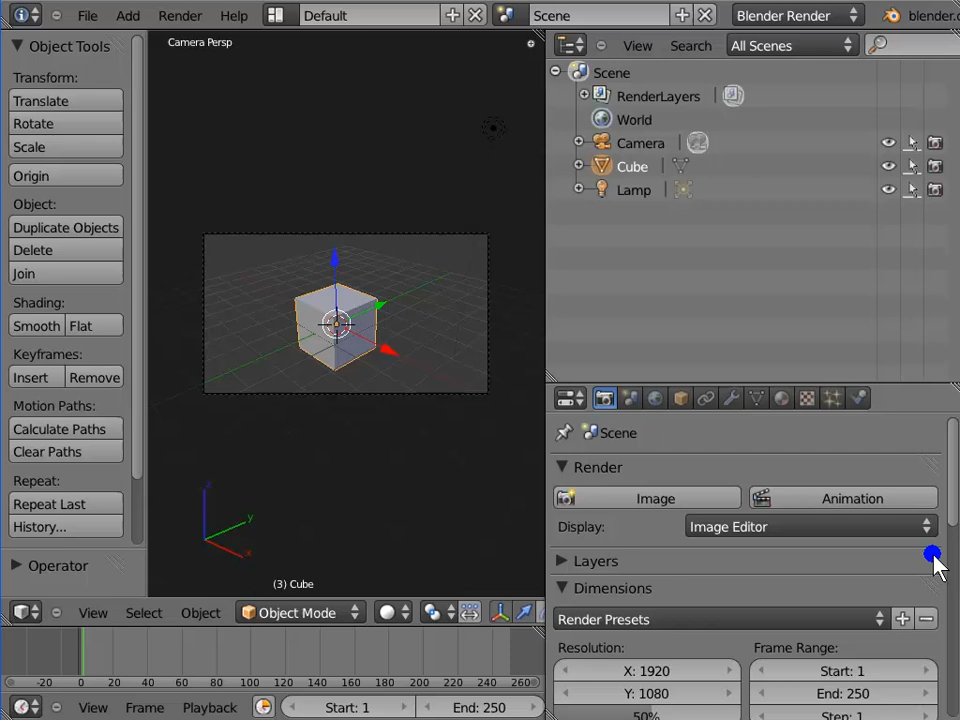 File Add Render Help Default Scene Blender Render blender.
Object Tools
Transform:
Translate
Rotate
Scale
Origin
Object:
Duplicate Objects
Delete
Join
Shading:
Smooth Flat
Keyframes:
Insert Remove
Motion Paths:
Calculate Paths
Clear Paths
Repeat:
Repeat Last
History...
Operator
Camera Persp
z
y
x
(3) Cube
View Select Object Object Mode
-20 0 20 40 60 80 100 120 140 160 180 200 220 240 260
View Frame Playback Start: 1 End: 250
View Search All Scenes
Scene
RenderLayers
World
Camera
Cube
Lamp
Scene
Render
Image Animation
Display: Image Editor
Layers
Dimensions
Render Presets
Resolution: Frame Range:
X: 1920 Start: 1
Y: 1080 End: 250
50% Step: 1